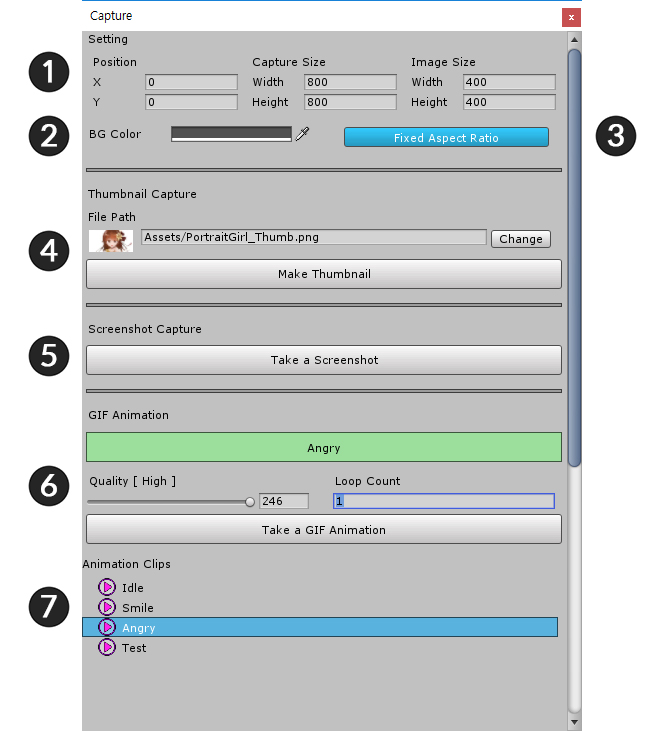 Capture
x
Setting
1
Position Capture Size Image Size
X 0 Width 800 Width 400
Y 0 Height 800 Height 400
2
BG Color Fixed Aspect Ratio
3
Thumbnail Capture
File Path
4
Assets/PortraitGirl_Thumb.png Change
Make Thumbnail
Screenshot Capture
5
Take a Screenshot
GIF Animation
Angry
6
Quality [ High ] Loop Count
246 1
Take a GIF Animation
Animation Clips
7
Idle
Smile
Angry
Test